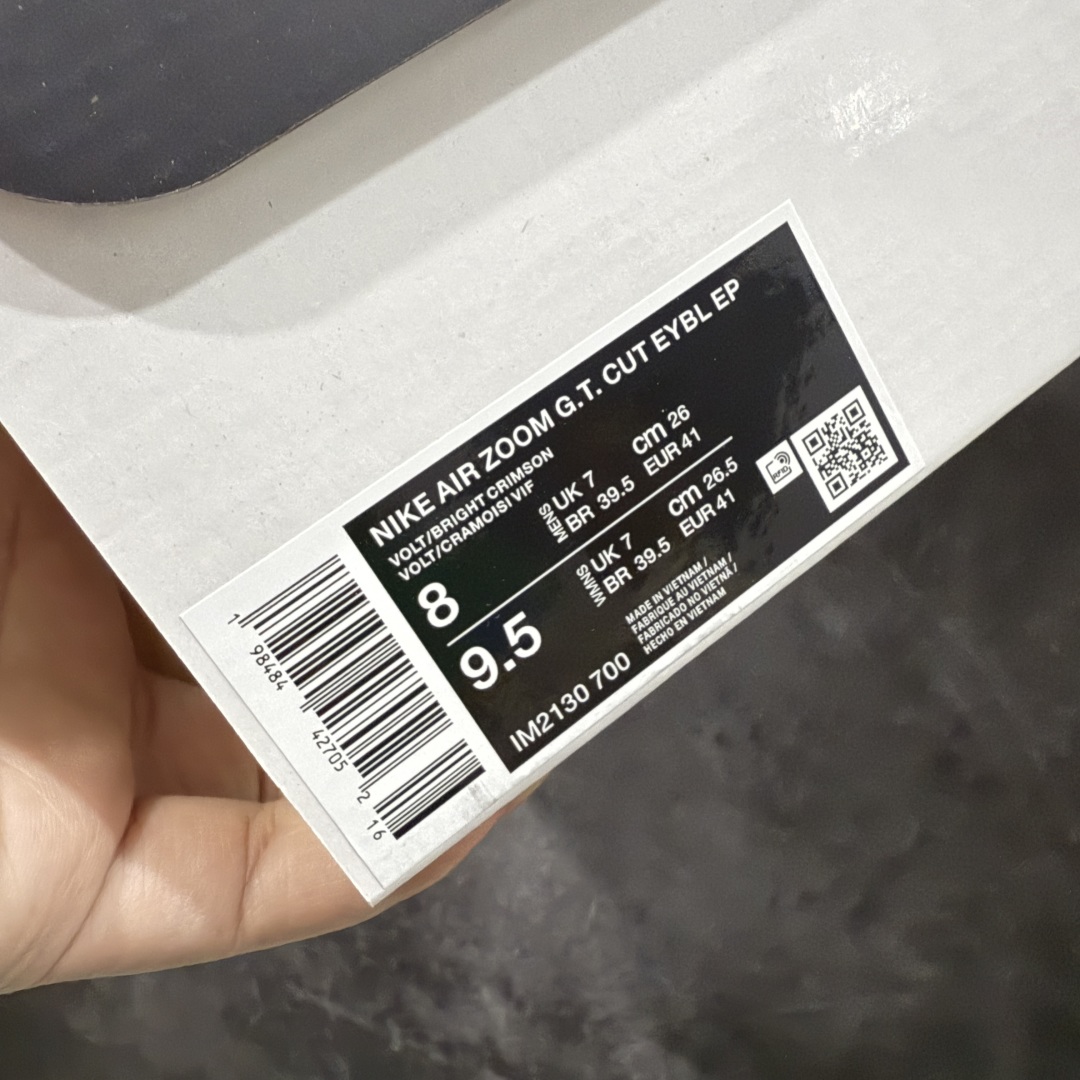 NIKE AIR ZOOM G.T. CUT EYBL EP
VOLT/BRIGHT CRIMSON
VOLT/CRAMOISI VIF
8
MENS
UK 7
cm 26
BR 39.5
EUR 41
9.5
WMNS
UK 7
cm 26.5
BR 39.5
EUR 41
RFID
IM2130 700
MADE IN VIETNAM /
FABRIQUE AU VIETNAM /
FABRICADO NO VIETNÃ /
HECHO EN VIETNAM
1 98484 42705 2 16